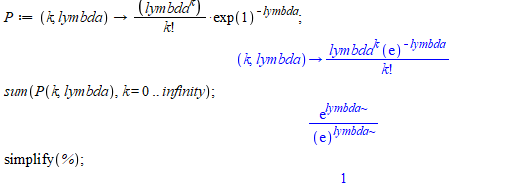 P := (k, lymbda) → (lymbda^k)/k! · exp(1)^-lymbda;
(k, lymbda) → lymbda^k (e)^-lymbda / k!
sum(P(k, lymbda), k = 0 .. infinity);
e^lymbda~ / (e)^lymbda~
simplify(%);
1